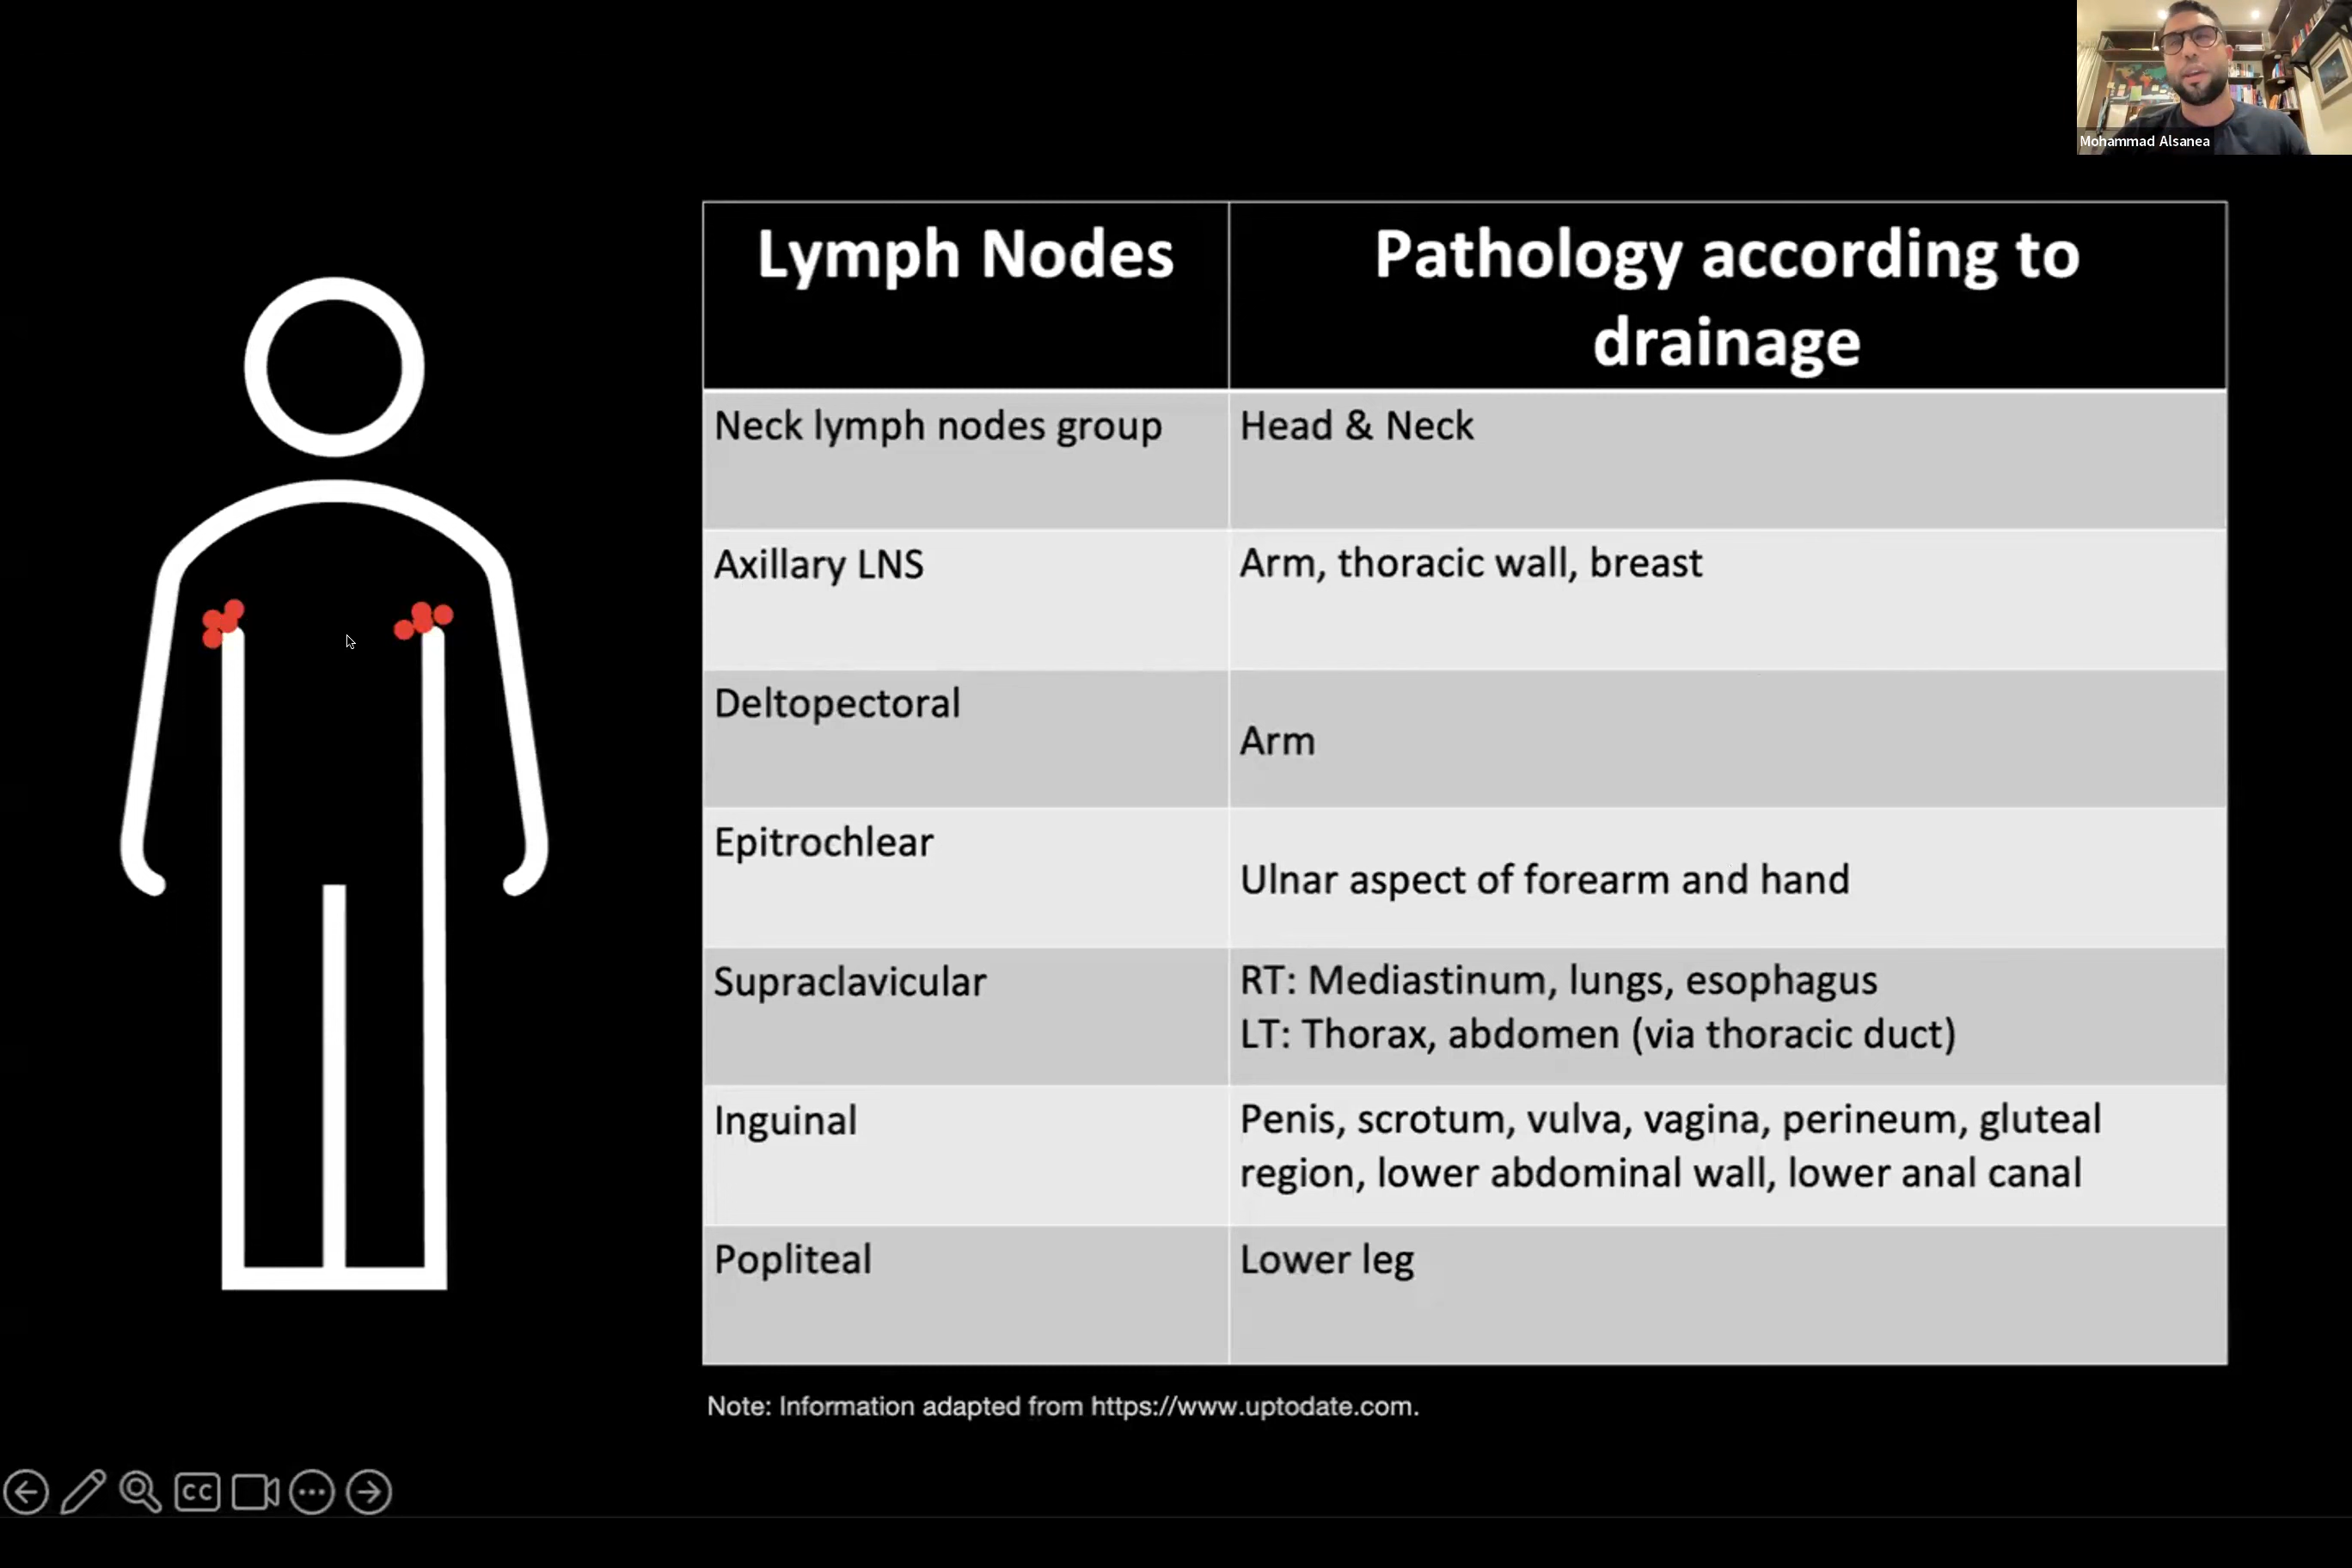 Mohammad Alsanea
Lymph Nodes
Pathology according to
drainage
Neck lymph nodes group
Head & Neck
Axillary LNS
Arm, thoracic wall, breast
Deltopectoral
Arm
Epitrochlear
Ulnar aspect of forearm and hand
Supraclavicular
RT: Mediastinum, lungs, esophagus
LT: Thorax, abdomen (via thoracic duct)
Inguinal
Penis, scrotum, vulva, vagina, perineum, gluteal
region, lower abdominal wall, lower anal canal
Popliteal
Lower leg
Note: Information adapted from https://www.uptodate.com.
CC